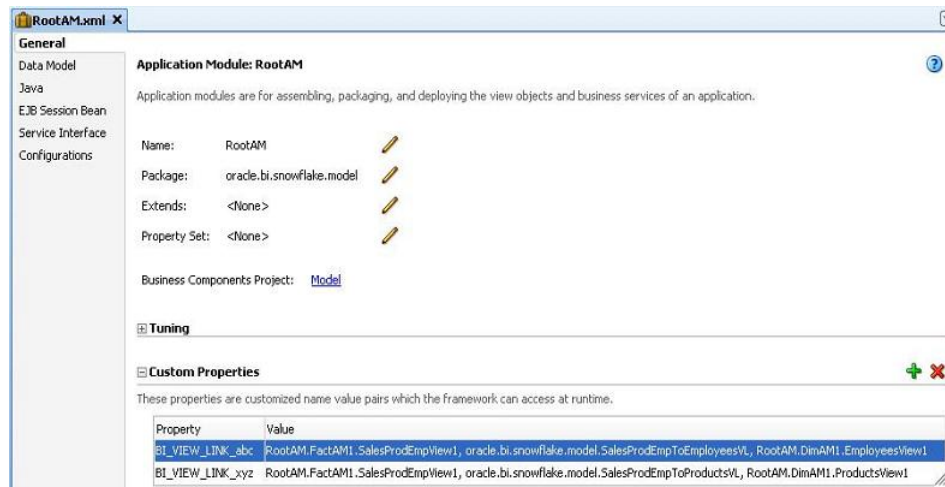 RootAM.xml
General
Data Model
Java
EJB Session Bean
Service Interface
Configurations
Application Module: RootAM
Application modules are for assembling, packaging, and deploying the view objects and business services of an application.
Name: RootAM
Package: oracle.bi.snowflake.model
Extends: <None>
Property Set: <None>
Business Components Project: Model
Tuning
Custom Properties
These properties are customized name value pairs which the framework can access at runtime.
Property Value
BI_VIEW_LINK_abc RootAM.FactAM1.SalesProdEmpView1, oracle.bi.snowflake.model.SalesProdEmpToEmployeesVL, RootAM.DimAM1.EmployeesView1
BI_VIEW_LINK_xyz RootAM.FactAM1.SalesProdEmpView1, oracle.bi.snowflake.model.SalesProdEmpToProductsVL, RootAM.DimAM1.ProductsView1